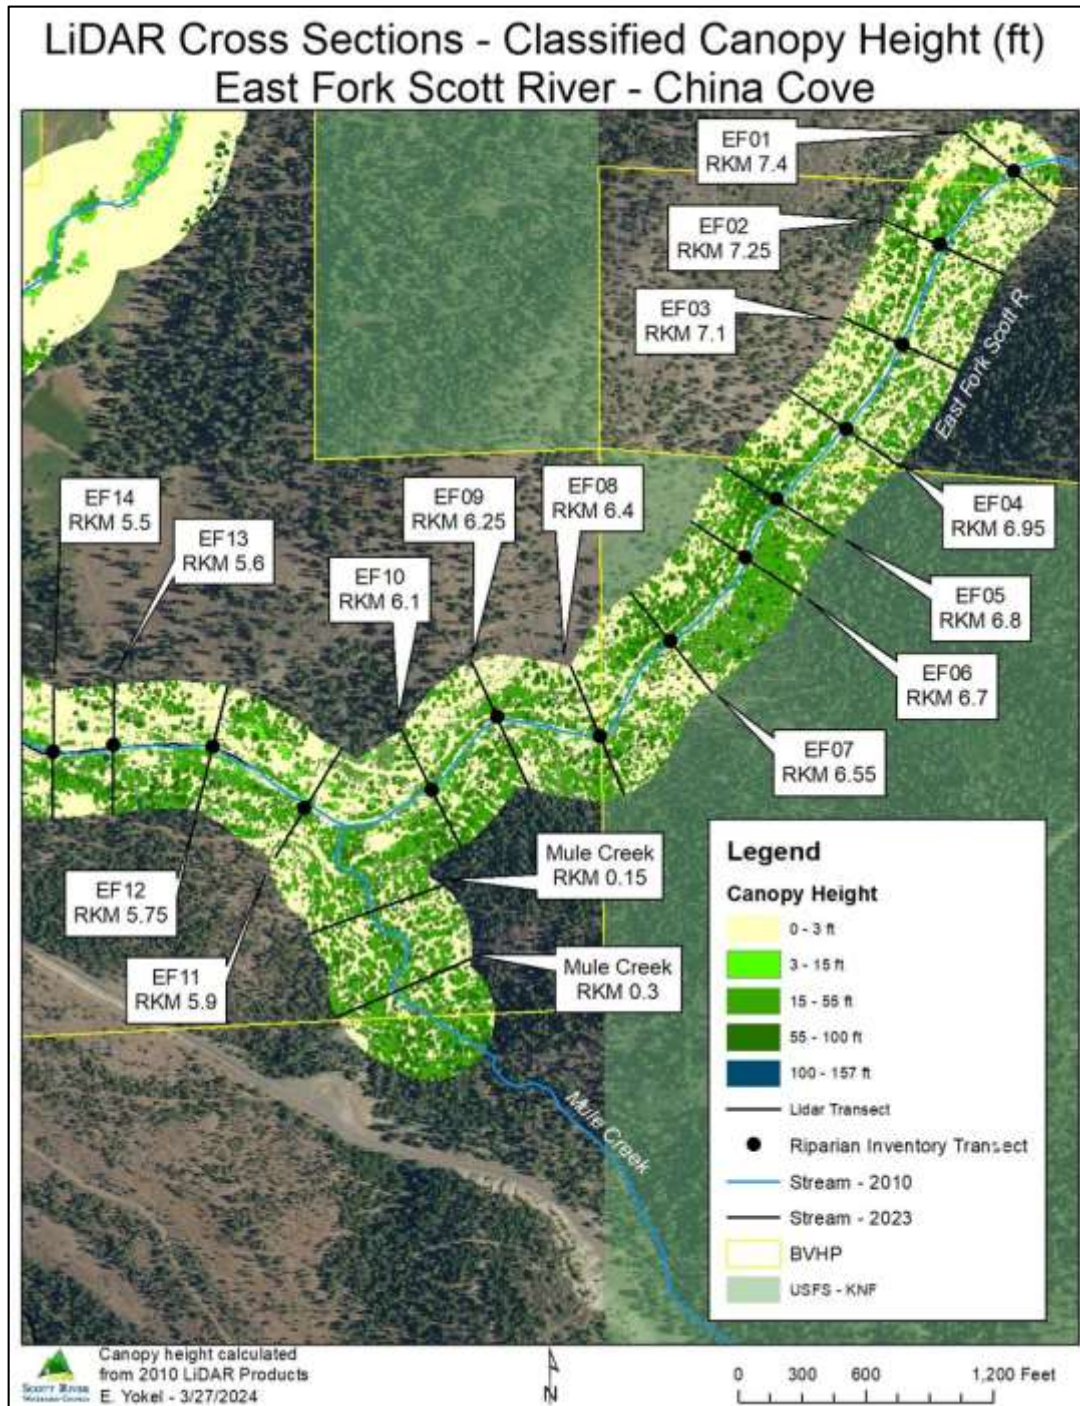 LiDAR Cross Sections - Classified Canopy Height (ft)
East Fork Scott River - China Cove
EF01
RKM 7.4
EF02
RKM 7.25
EF03
RKM 7.1
East Fork Scott R
EF04
RKM 6.95
EF05
RKM 6.8
EF06
RKM 6.7
EF07
RKM 6.55
EF08
RKM 6.4
EF09
RKM 6.25
EF10
RKM 6.1
EF13
RKM 5.6
EF14
RKM 5.5
EF12
RKM 5.75
EF11
RKM 5.9
Mule Creek
RKM 0.15
Mule Creek
RKM 0.3
Mule Creek
Legend
Canopy Height
0 - 3 ft
3 - 15 ft
15 - 55 ft
55 - 100 ft
100 - 157 ft
Lidar Transect
Riparian Inventory Transect
Stream - 2010
Stream - 2023
BVHP
USFS - KNF
SCOTT RIVER
WATERSHED COUNCIL
Canopy height calculated
from 2010 LiDAR Products
E. Yokel - 3/27/2024
N
0 300 600 1,200 Feet